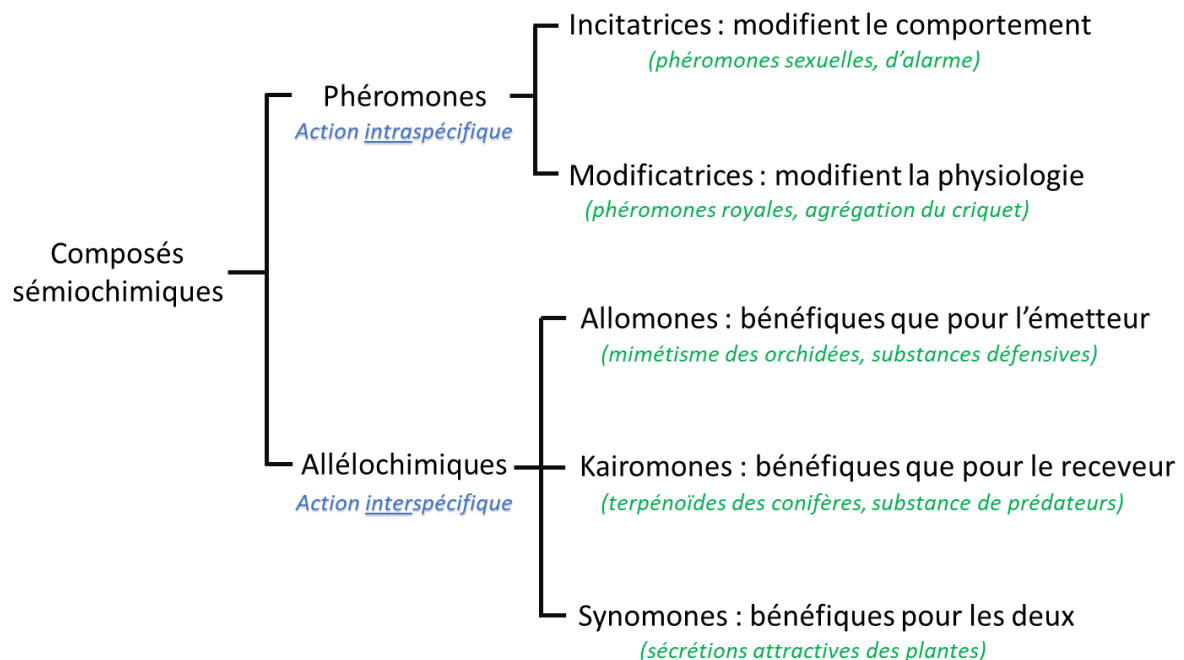 Composés
sémiochimiques
Phéromones
Action intraspécifique
Incitatrices : modifient le comportement
(phéromones sexuelles, d’alarme)
Modificatrices : modifient la physiologie
(phéromones royales, agrégation du criquet)
Allélochimiques
Action interspécifique
Allomones : bénéfiques que pour l’émetteur
(mimétisme des orchidées, substances défensives)
Kairomones : bénéfiques que pour le receveur
(terpénoïdes des conifères, substance de prédateurs)
Synomones : bénéfiques pour les deux
(sécrétions attractives des plantes)